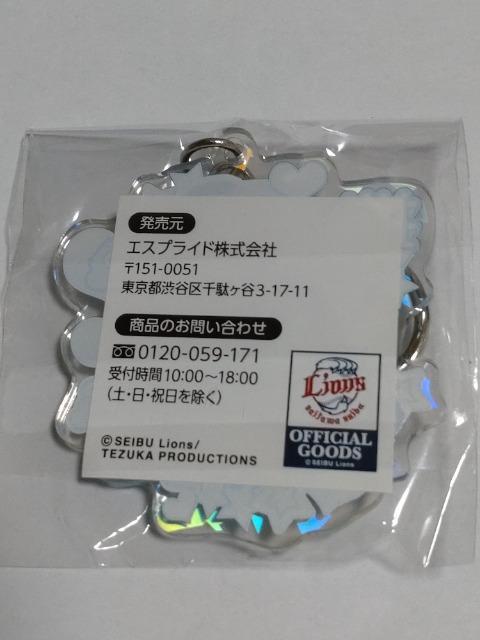 発売元
エスプライド株式会社
〒151-0051
東京都渋谷区千駄ヶ谷3-17-11
商品のお問い合わせ
0120-059-171
受付時間10:00〜18:00
(土・日・祝日を除く)
©SEIBU Lions/
TEZUKA PRODUCTIONS
Lions
saitama seibu
OFFICIAL
GOODS
©SEIBU Lions